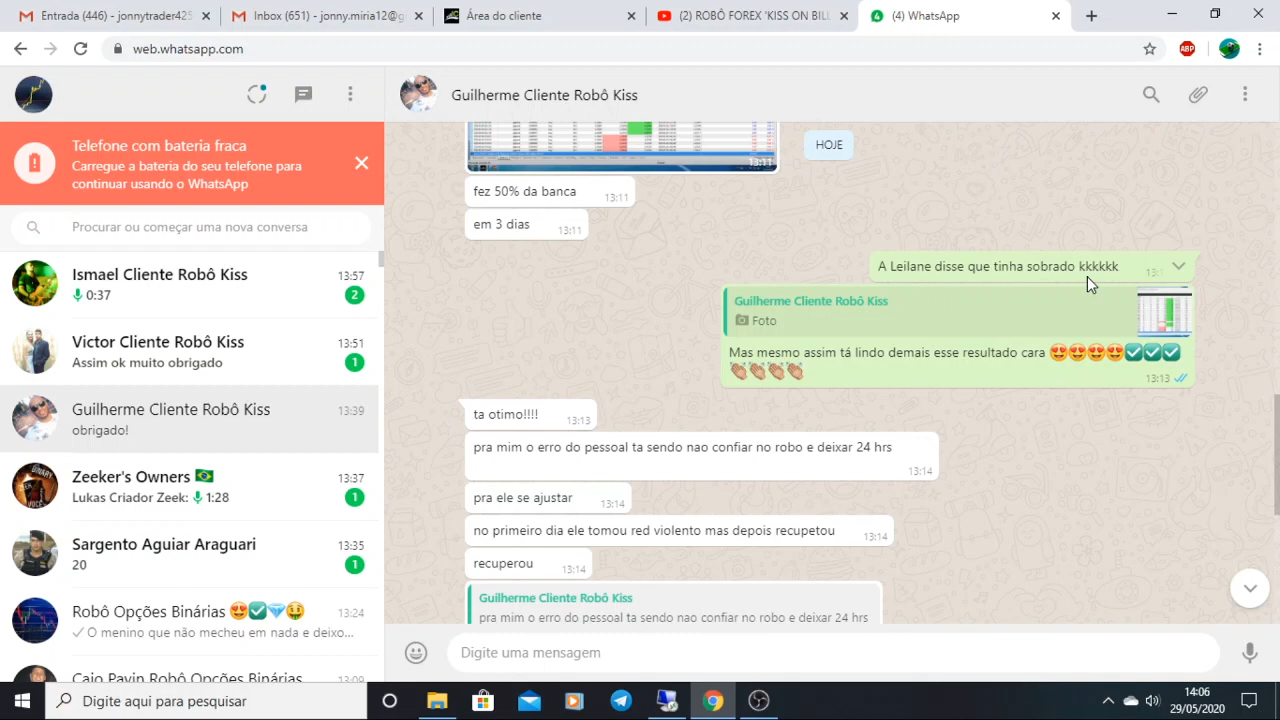 Entrada (446) - jonnytrader425
Inbox (651) - jonny.miria12@g
Área do cliente
(2) ROBÔ FOREX 'KISS ON BILL
(4) WhatsApp
web.whatsapp.com
ABP
Telefone com bateria fraca
Carregue a bateria do seu telefone para
continuar usando o WhatsApp
Procurar ou começar uma nova conversa
Ismael Cliente Robô Kiss 13:57
0:37 2
Victor Cliente Robô Kiss 13:51
Assim ok muito obrigado 1
Guilherme Cliente Robô Kiss 13:39
obrigado!
Zeeker's Owners 🇧🇷 13:37
Lukas Criador Zeek: 1:28 1
Sargento Aguiar Araguari 13:35
20 1
Robô Opções Binárias 😍✅💎🤑 13:24
O menino que não mecheu em nada e deixo...
Caio Pavin Robô Opções Binárias 13:09
Guilherme Cliente Robô Kiss
13:11
HOJE
fez 50% da banca 13:11
em 3 dias 13:11
A Leilane disse que tinha sobrado kkkkkk
Guilherme Cliente Robô Kiss
Foto
Mas mesmo assim tá lindo demais esse resultado cara 😍😍😍😍✅✅✅
👏🏽👏🏽👏🏽👏🏽 13:13
ta otimo!!!! 13:13
pra mim o erro do pessoal ta sendo nao confiar no robo e deixar 24 hrs
13:14
pra ele se ajustar 13:14
no primeiro dia ele tomou red violento mas depois recupetou 13:14
recuperou 13:14
Guilherme Cliente Robô Kiss
pra mim o erro do pessoal ta sendo nao confiar no robo e deixar 24 hrs
Digite uma mensagem
Digite aqui para pesquisar
14:06
29/05/2020